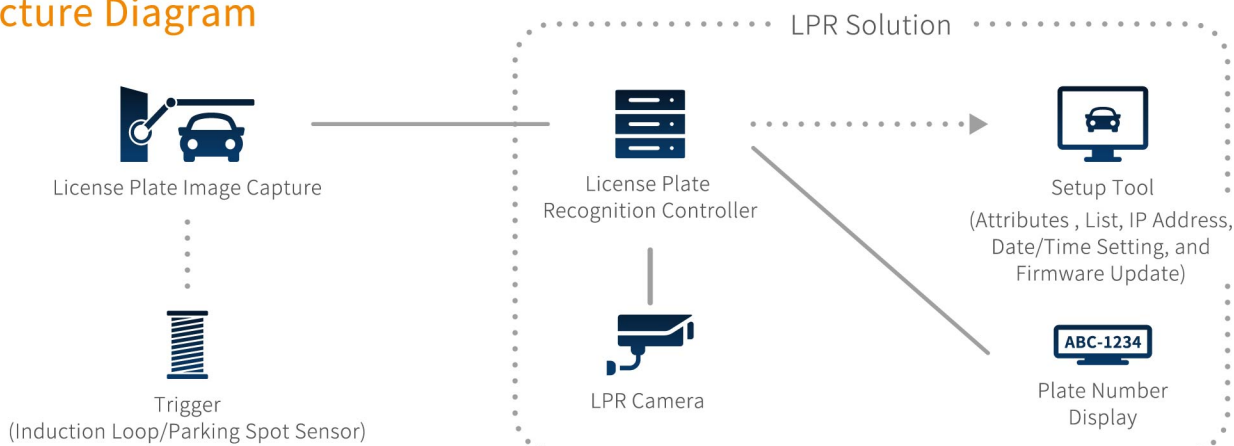 cture Diagram
LPR Solution
License Plate Image Capture
License Plate
Recognition Controller
Setup Tool
(Attributes , List, IP Address,
Date/Time Setting, and
Firmware Update)
Trigger
(Induction Loop/Parking Spot Sensor)
LPR Camera
ABC-1234
Plate Number
Display